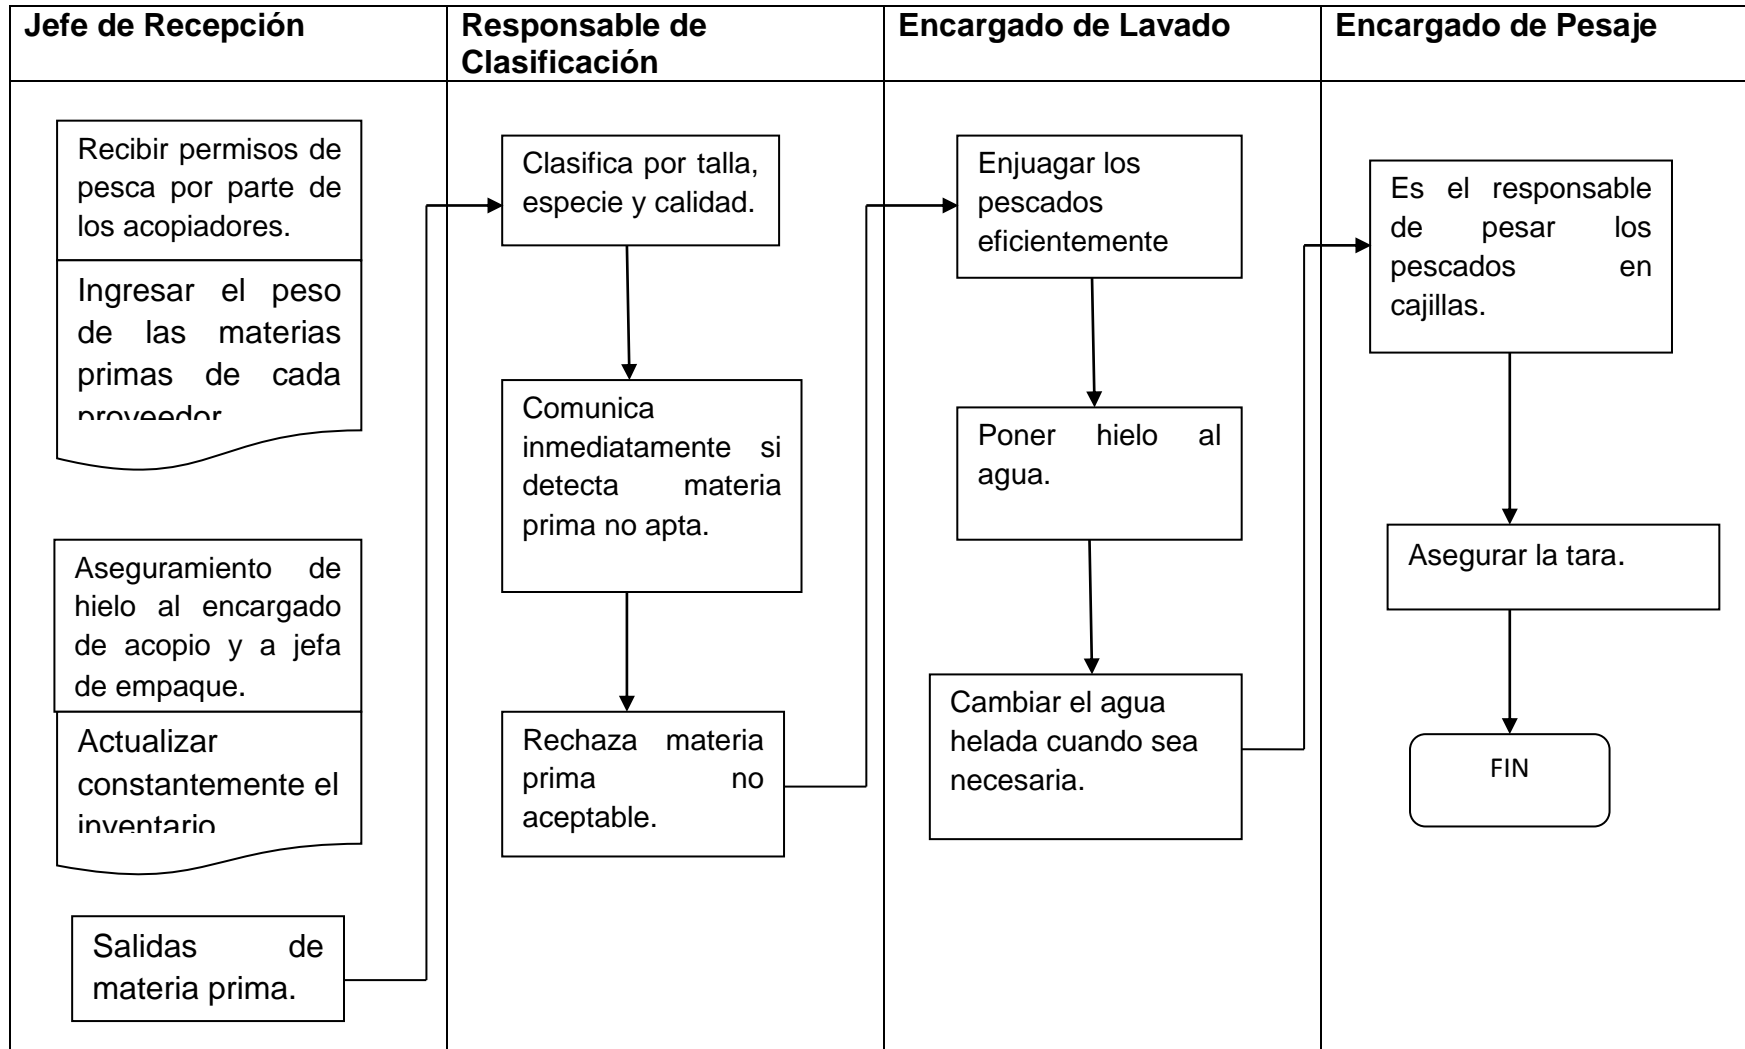 Jefe de Recepción
Responsable de
Clasificación
Encargado de Lavado
Encargado de Pesaje
Recibir permisos de
pesca por parte de
los acopiadores.
Ingresar el peso
de las materias
primas de cada
proveedor
Aseguramiento de
hielo al encargado
de acopio y a jefa
de empaque.
Actualizar
constantemente el
inventario
Salidas de
materia prima.
Clasifica por talla,
especie y calidad.
Comunica
inmediatamente si
detecta materia
prima no apta.
Rechaza materia
prima no
aceptable.
Enjuagar los
pescados
eficientemente
Poner hielo al
agua.
Cambiar el agua
helada cuando sea
necesaria.
Es el responsable
de pesar los
pescados en
cajillas.
Asegurar la tara.
FIN